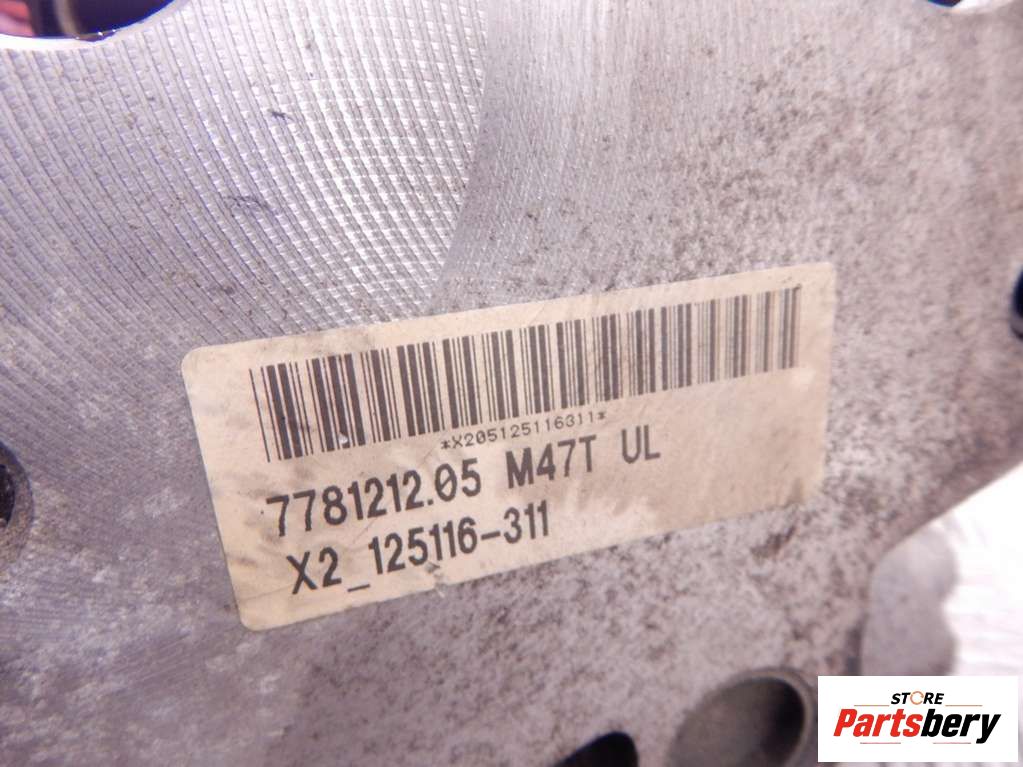 *X205125116311*
7781212.05 M47T UL
X2_125116-311
STORE
Partsbery